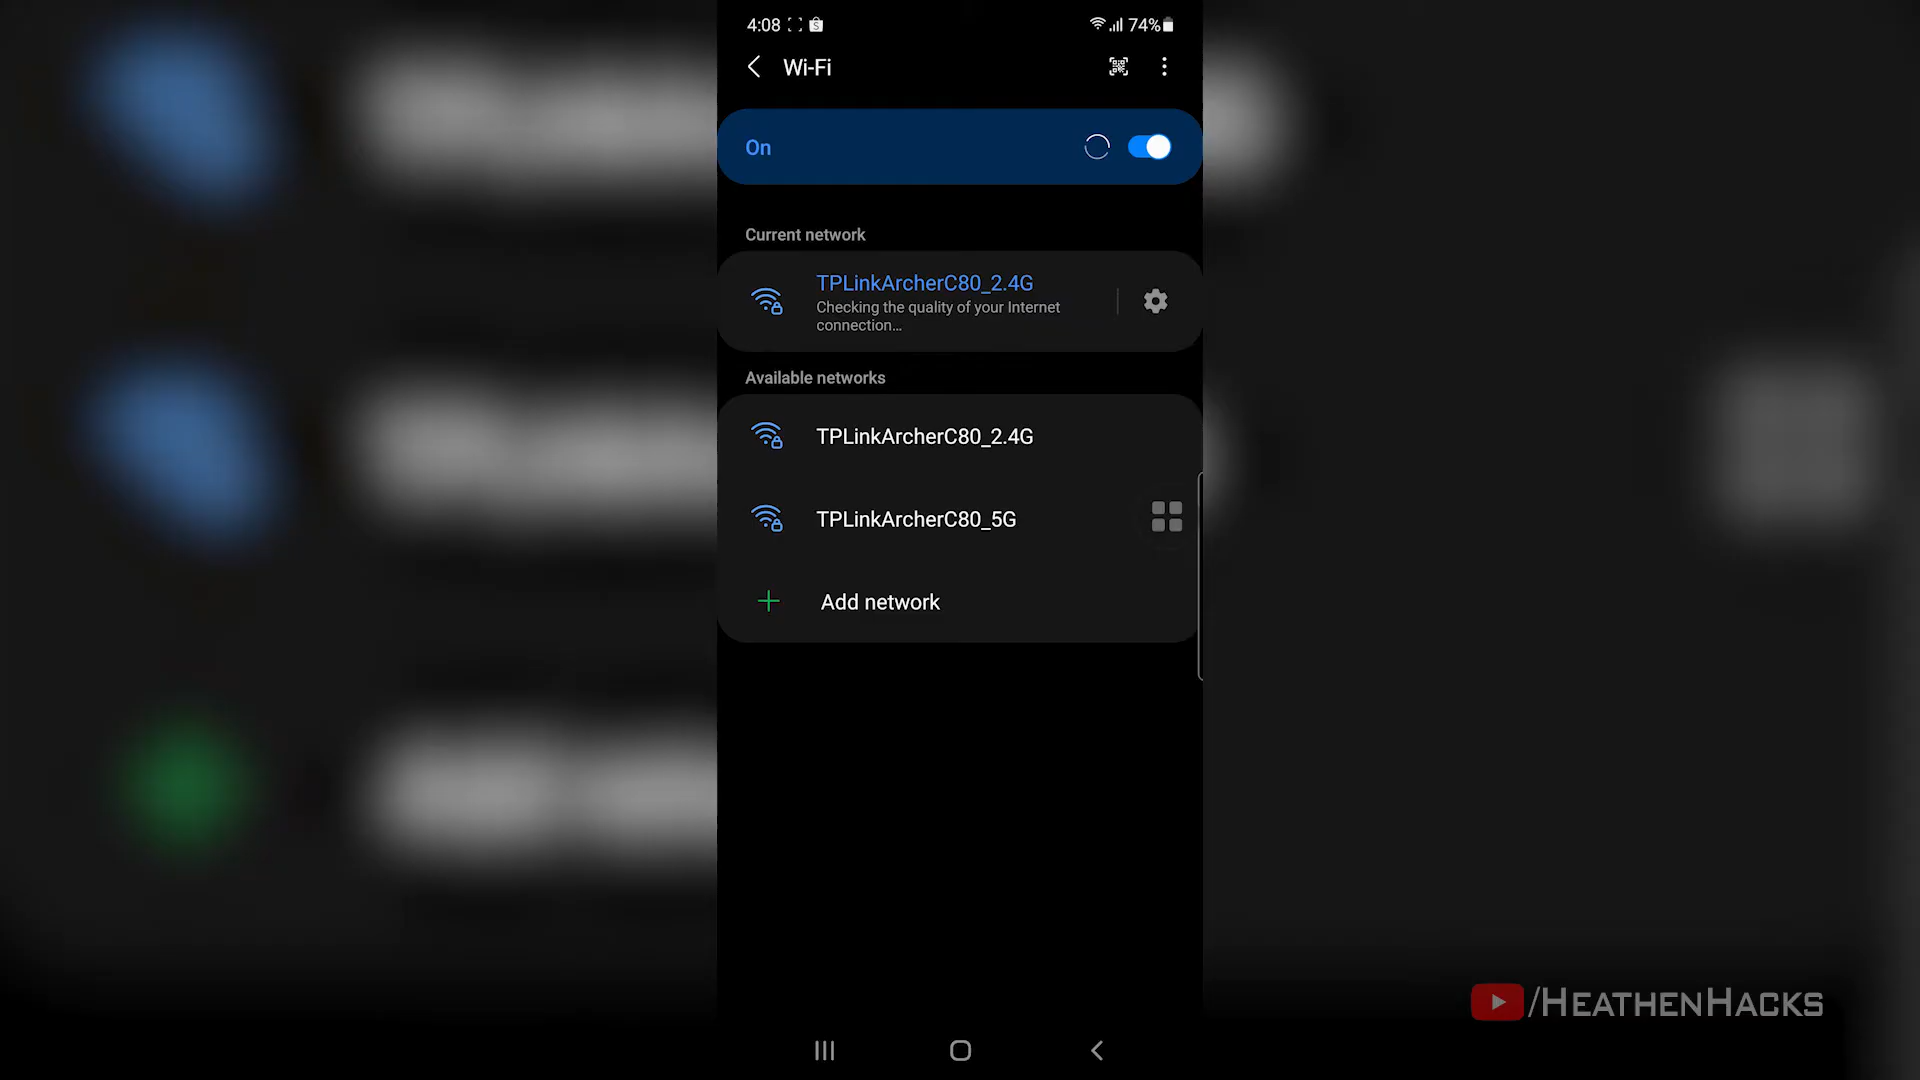 4:08
74%
Wi-Fi
On
Current network
TPLinkArcherC80_2.4G
Checking the quality of your Internet
connection...
Available networks
TPLinkArcherC80_2.4G
TPLinkArcherC80_5G
Add network
/HEATHENHACKS